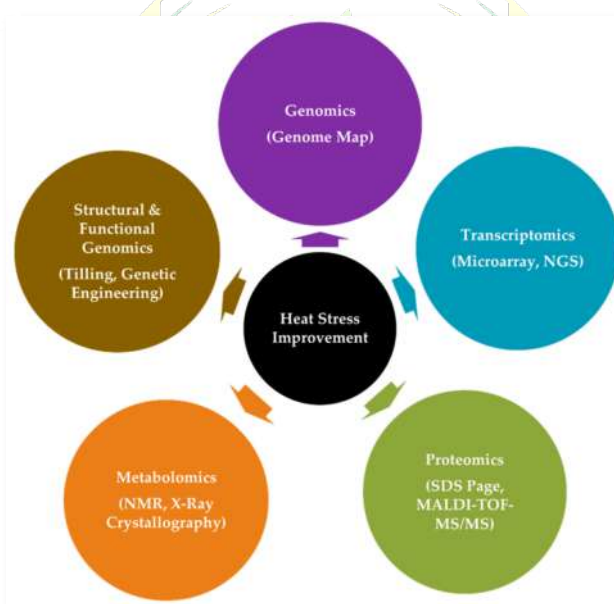 Genomics
(Genome Map)
Structural &
Functional
Genomics
(Tilling, Genetic
Engineering)
Transcriptomics
(Microarray, NGS)
Heat Stress
Improvement
Metabolomics
(NMR, X-Ray
Crystallography)
Proteomics
(SDS Page,
MALDI-TOF-
MS/MS)